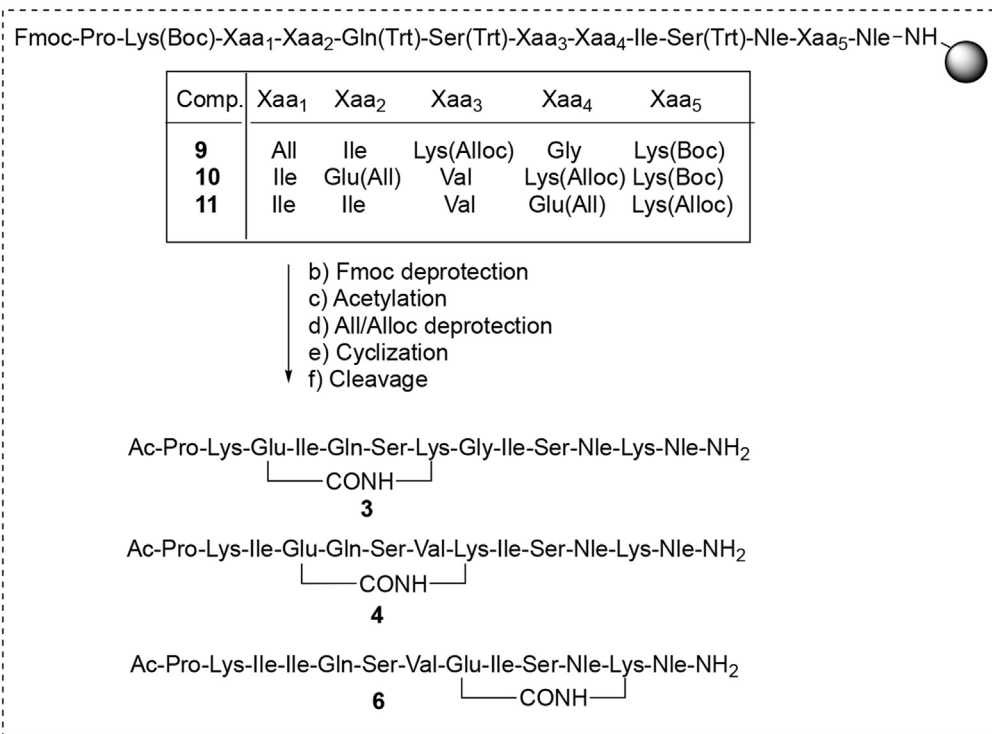 Fmoc-Pro-Lys(Boc)-Xaa₁-Xaa₂-Gln(Trt)-Ser(Trt)-Xaa₃-Xaa₄-Ile-Ser(Trt)-Nle-Xaa₅-Nle-NH
Comp. Xaa₁ Xaa₂ Xaa₃ Xaa₄ Xaa₅
9 All Ile Lys(Alloc) Gly Lys(Boc)
10 Ile Glu(All) Val Lys(Alloc) Lys(Boc)
11 Ile Ile Val Glu(All) Lys(Alloc)
b) Fmoc deprotection
c) Acetylation
d) All/Alloc deprotection
e) Cyclization
f) Cleavage
Ac-Pro-Lys-Glu-Ile-Gln-Ser-Lys-Gly-Ile-Ser-Nle-Lys-Nle-NH₂
CONH
3
Ac-Pro-Lys-Ile-Glu-Gln-Ser-Val-Lys-Ile-Ser-Nle-Lys-Nle-NH₂
CONH
4
Ac-Pro-Lys-Ile-Ile-Gln-Ser-Val-Glu-Ile-Ser-Nle-Lys-Nle-NH₂
CONH
6